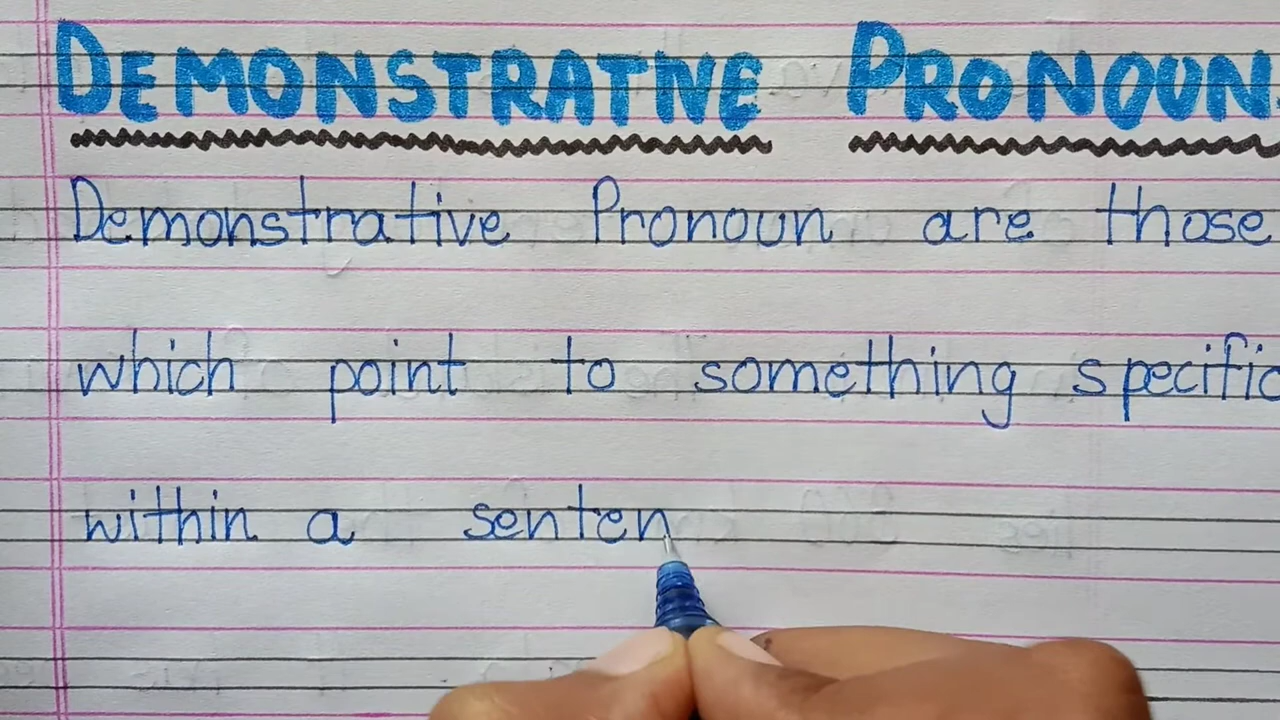 DEMONSTRATIVE PRONOUN
Demonstrative Pronoun are those
which point to something specific
within a senten